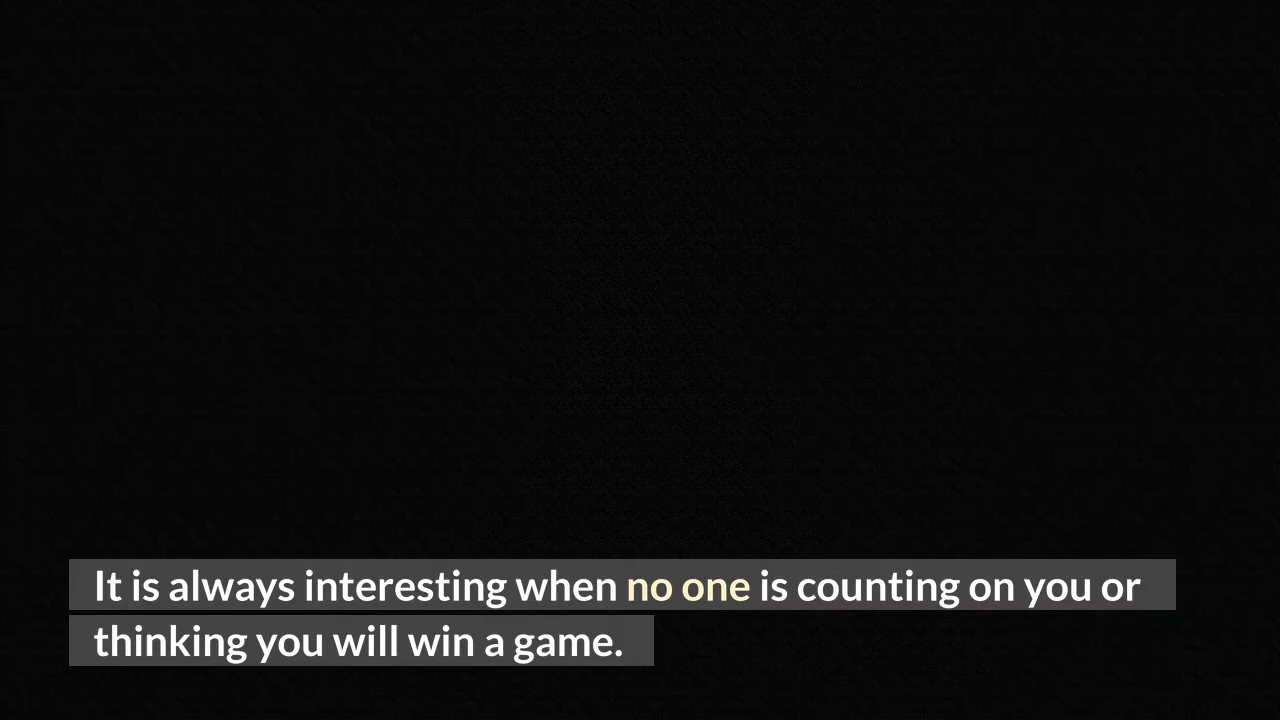 It is always interesting when no one is counting on you or
thinking you will win a game.